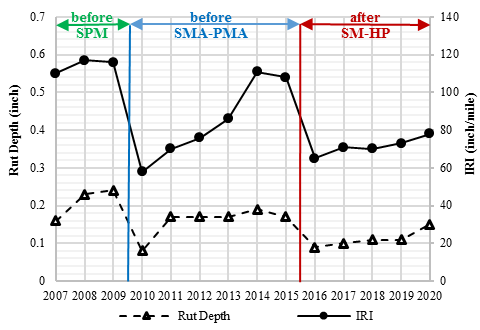 before
SPM
before
SMA-PMA
after
SM-HP
Rut Depth (inch)
0.7
0.6
0.5
0.4
0.3
0.2
0.1
0
140
120
100
80
60
40
20
0
IRI (inch/mile)
2007 2008 2009 2010 2011 2012 2013 2014 2015 2016 2017 2018 2019 2020
Rut Depth IRI